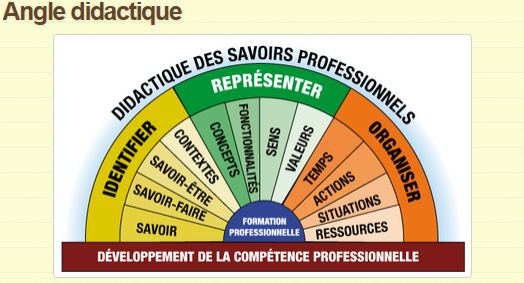 Angle didactique
DIDACTIQUE DES SAVOIRS PROFESSIONNELS
IDENTIFIER
REPRÉSENTER
ORGANISER
SAVOIR
SAVOIR-FAIRE
SAVOIR-ÊTRE
CONTEXTES
CONCEPTS
FONCTIONNALITÉS
SENS
VALEURS
TEMPS
ACTIONS
SITUATIONS
RESSOURCES
FORMATION
PROFESSIONNELLE
DÉVELOPPEMENT DE LA COMPÉTENCE PROFESSIONNELLE